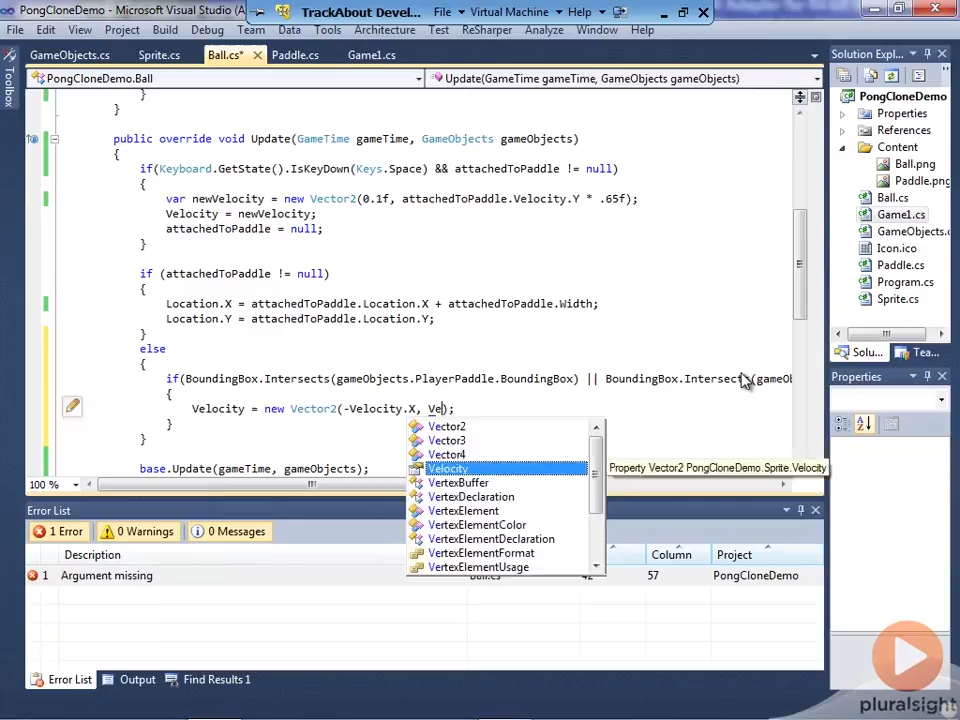 PongCloneDemo - Microsoft Visual Studio (A
TrackAbout Devel...
File
Virtual Machine
Help
File Edit View Project Build Debug Team Data Tools Architecture Test ReSharper Analyze Window Help
Toolbox
GameObjects.cs Sprite.cs Ball.cs* Paddle.cs Game1.cs
PongCloneDemo.Ball
Update(GameTime gameTime, GameObjects gameObjects)
}
}
public override void Update(GameTime gameTime, GameObjects gameObjects)
{
if(Keyboard.GetState().IsKeyDown(Keys.Space) && attachedToPaddle != null)
{
var newVelocity = new Vector2(0.1f, attachedToPaddle.Velocity.Y * .65f);
Velocity = newVelocity;
attachedToPaddle = null;
}
if (attachedToPaddle != null)
{
Location.X = attachedToPaddle.Location.X + attachedToPaddle.Width;
Location.Y = attachedToPaddle.Location.Y;
}
else
{
if(BoundingBox.Intersects(gameObjects.PlayerPaddle.BoundingBox) || BoundingBox.Intersects(gameOb
{
Velocity = new Vector2(-Velocity.X, Ve);
}
}
base.Update(gameTime, gameObjects);
Vector2
Vector3
Vector4
Velocity
VertexBuffer
VertexDeclaration
VertexElement
VertexElementColor
VertexElementDeclaration
VertexElementFormat
VertexElementUsage
Property Vector2 PongCloneDemo.Sprite.Velocity
100 %
Error List
1 Error 0 Warnings 0 Messages
Description Column Project
1 Argument missing Ball.cs 42 57 PongCloneDemo
Error List Output Find Results 1
Solution Expl...
PongCloneDemo
Properties
References
Content
Ball.png
Paddle.png
Ball.cs
Game1.cs
GameObjects.c
Icon.ico
Paddle.cs
Program.cs
Sprite.cs
Solu... Tea...
Properties
pluralsight